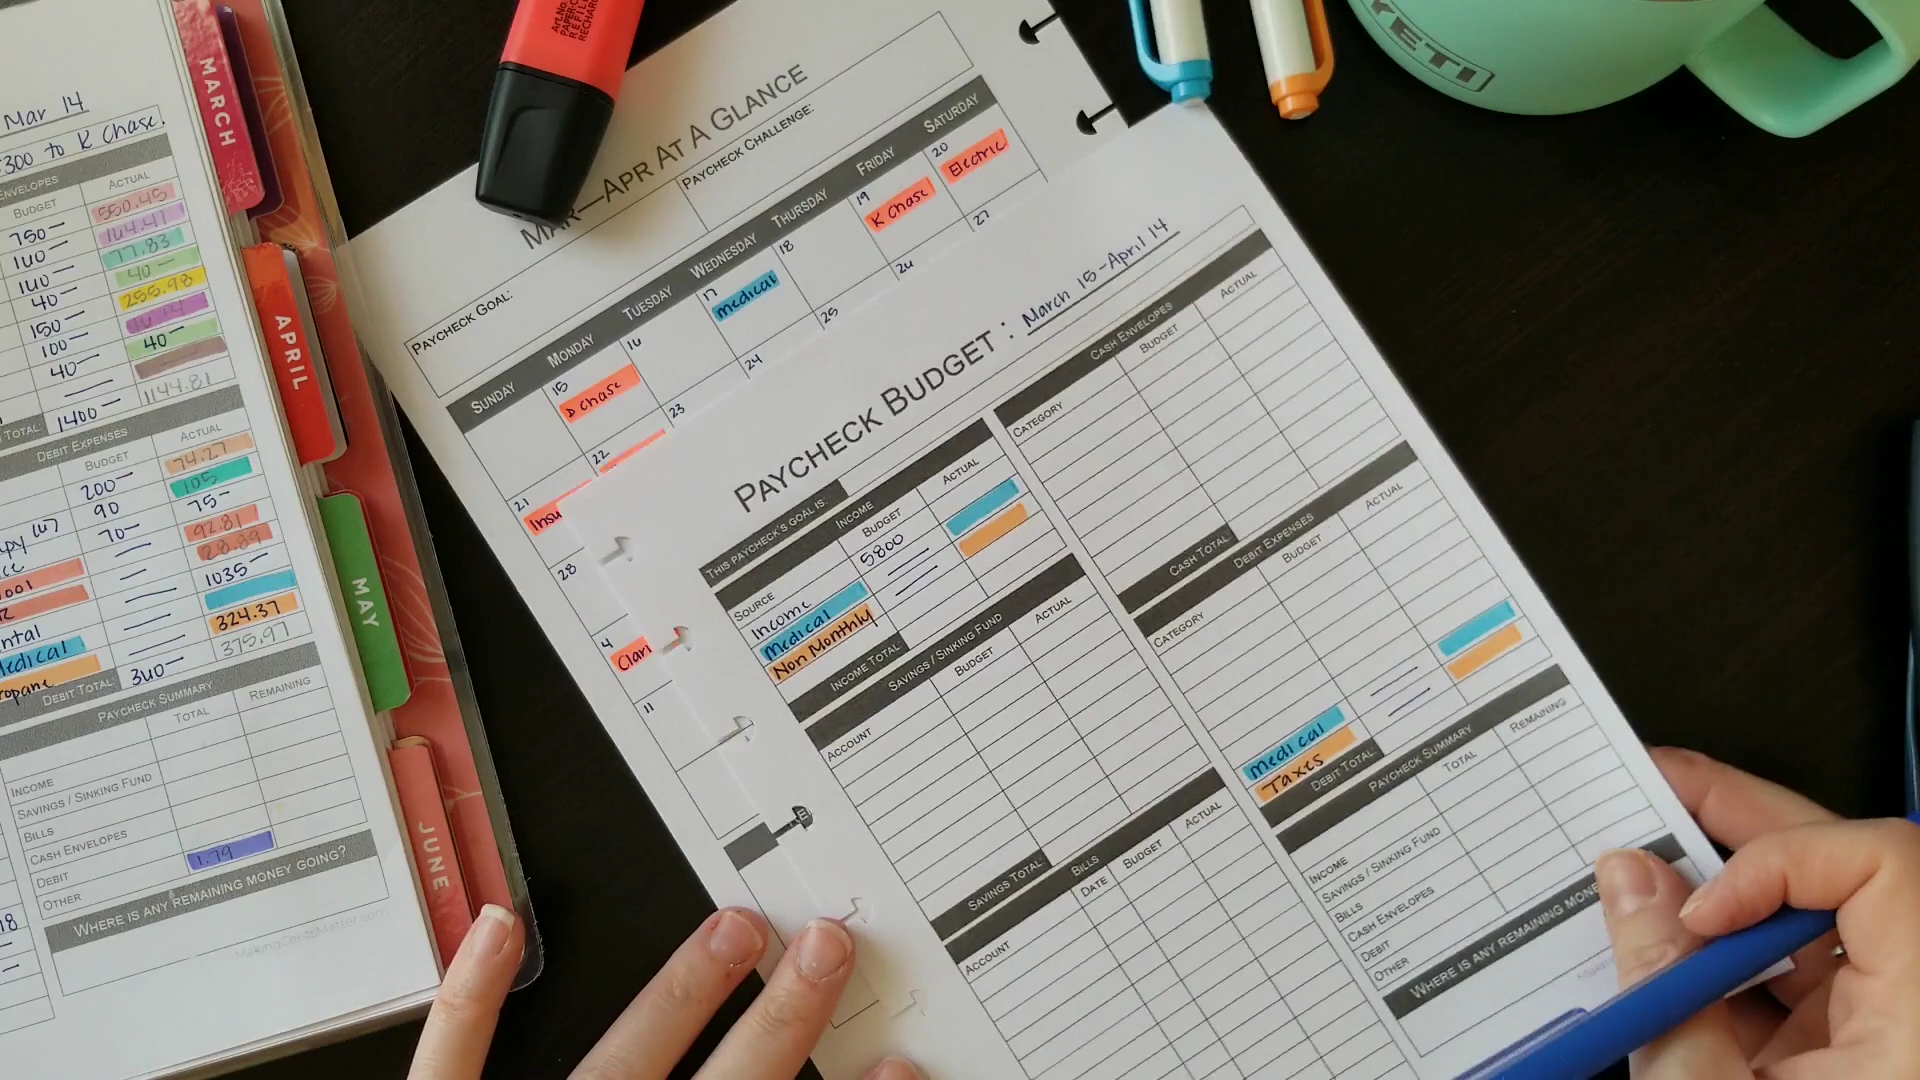 MARCH
APRIL
MAY
JUNE
Mar 14
300 to K Chase.
ENVELOPES
BUDGET
ACTUAL
750—
550.45
100—
104.41
100—
77.83
40—
40—
150—
255.98
100—
40—
40—
1144.81
TOTAL
1400—
DEBIT EXPENSES
BUDGET
ACTUAL
200—
74.27
90
105
70—
75—
92.81
28.89
1035—
Medical
324.37
375.97
DEBIT TOTAL
340—
PAYCHECK SUMMARY
TOTAL
REMAINING
INCOME
SAVINGS / SINKING FUND
BILLS
CASH ENVELOPES
DEBIT
1.79
OTHER
WHERE IS ANY REMAINING MONEY GOING?
MakingCentsMatter.com
MAR—APR AT A GLANCE
PAYCHECK GOAL:
PAYCHECK CHALLENGE:
SUNDAY
MONDAY
TUESDAY
WEDNESDAY
THURSDAY
FRIDAY
SATURDAY
15
D Chase
16
17
medical
18
19
K Chase
20
Electric
21
22
23
24
25
26
27
28
4
11
PAYCHECK BUDGET : March 15-April 14
THIS PAYCHECK'S GOAL IS:
INCOME
SOURCE
BUDGET
ACTUAL
Income
5800
Medical
Non Monthly
INCOME TOTAL
SAVINGS / SINKING FUND
ACCOUNT
BUDGET
ACTUAL
SAVINGS TOTAL
BILLS
ACCOUNT
DATE
BUDGET
ACTUAL
CASH ENVELOPES
CATEGORY
BUDGET
ACTUAL
CASH TOTAL
DEBIT EXPENSES
CATEGORY
BUDGET
ACTUAL
medical
Taxes
DEBIT TOTAL
PAYCHECK SUMMARY
TOTAL
REMAINING
INCOME
SAVINGS / SINKING FUND
BILLS
CASH ENVELOPES
DEBIT
OTHER
WHERE IS ANY REMAINING MONE
YETI